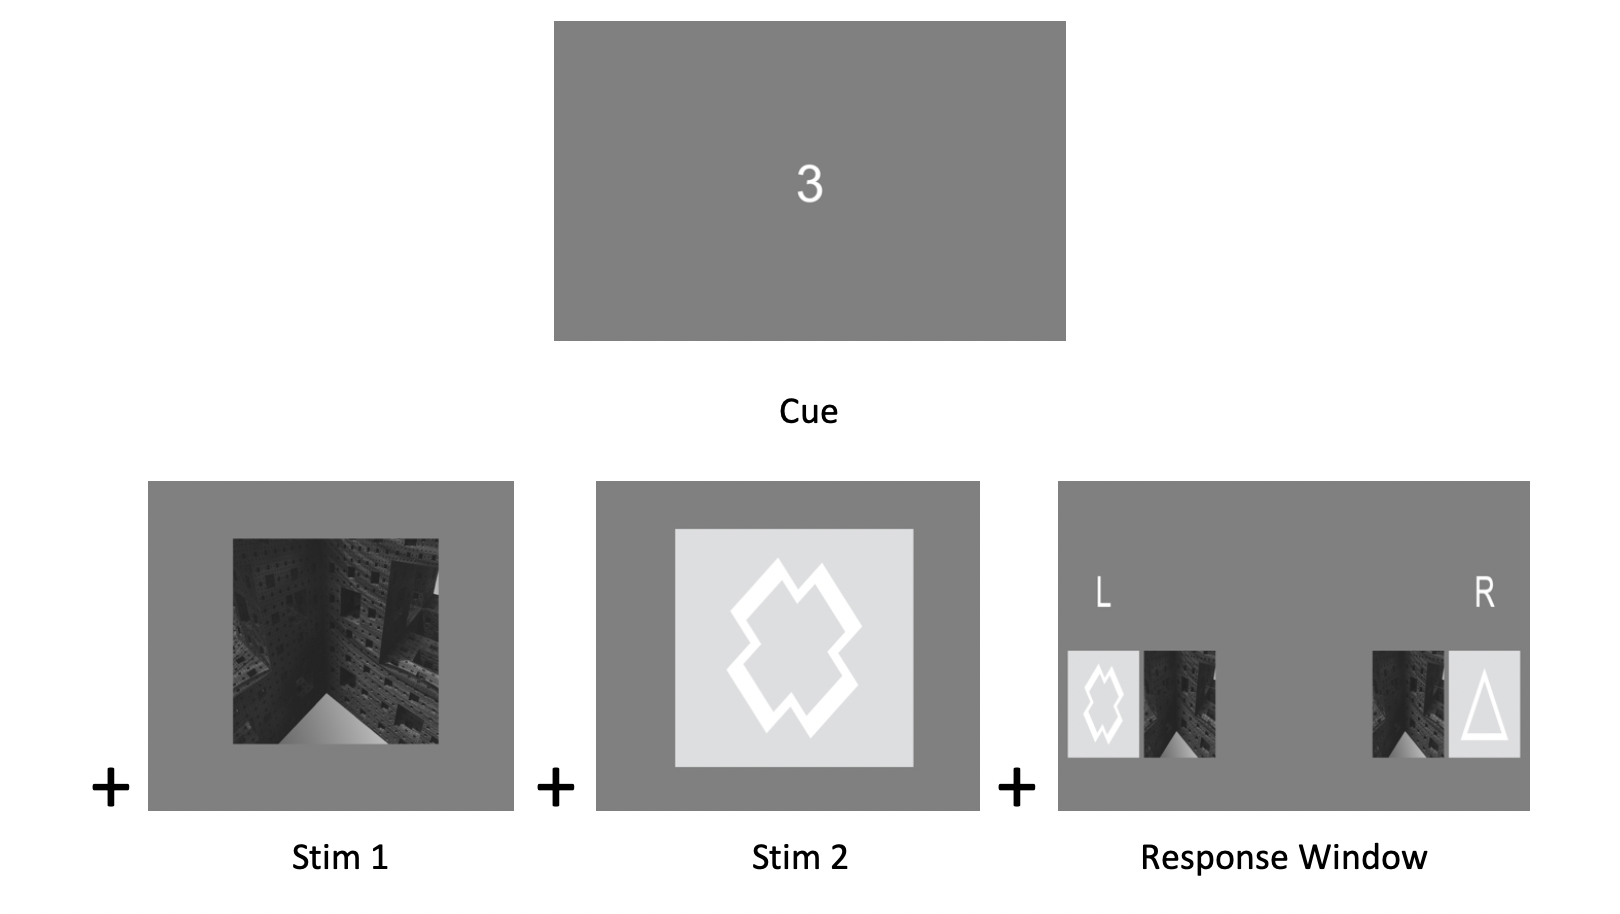 3
Cue
L
R
+
+
+
Stim 1
Stim 2
Response Window